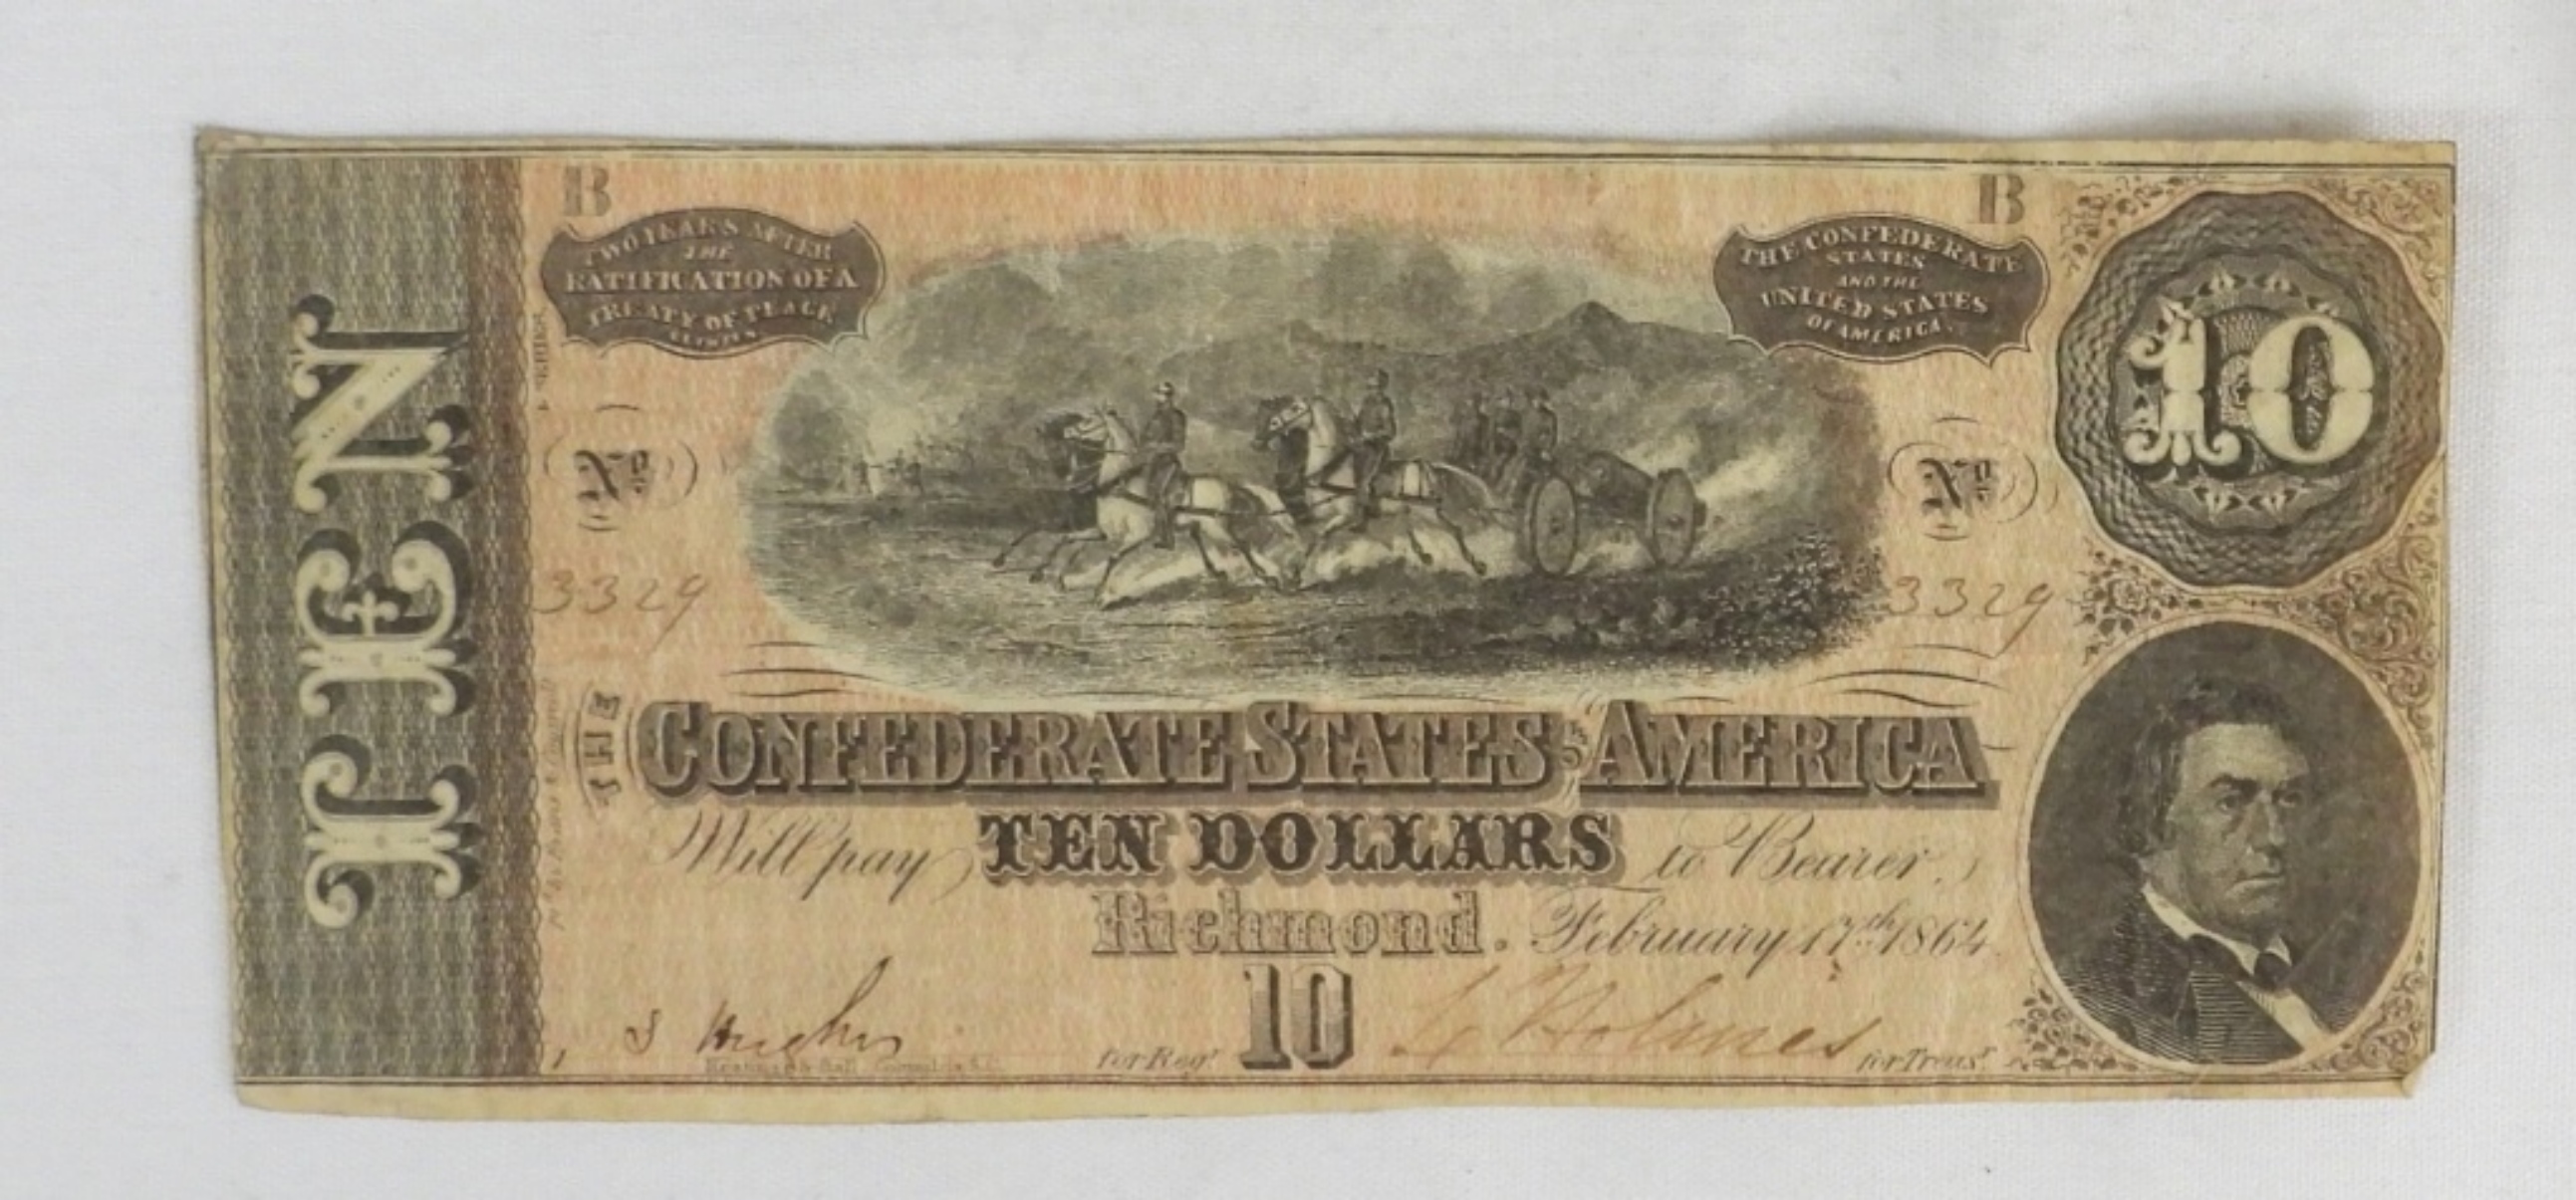 B
B
TWO YEARS AFTER
THE
RATIFICATION OF A
TREATY OF PEACE
BETWEEN
THE CONFEDERATE
STATES
AND THE
UNITED STATES
OF AMERICA.
10
TEN
No
No
3329
3329
THE CONFEDERATE STATES OF AMERICA
Will pay TEN DOLLARS to Bearer
Richmond. February 17th 1864
10
S Hughes
for Regr.
Holmes
for Treasr.